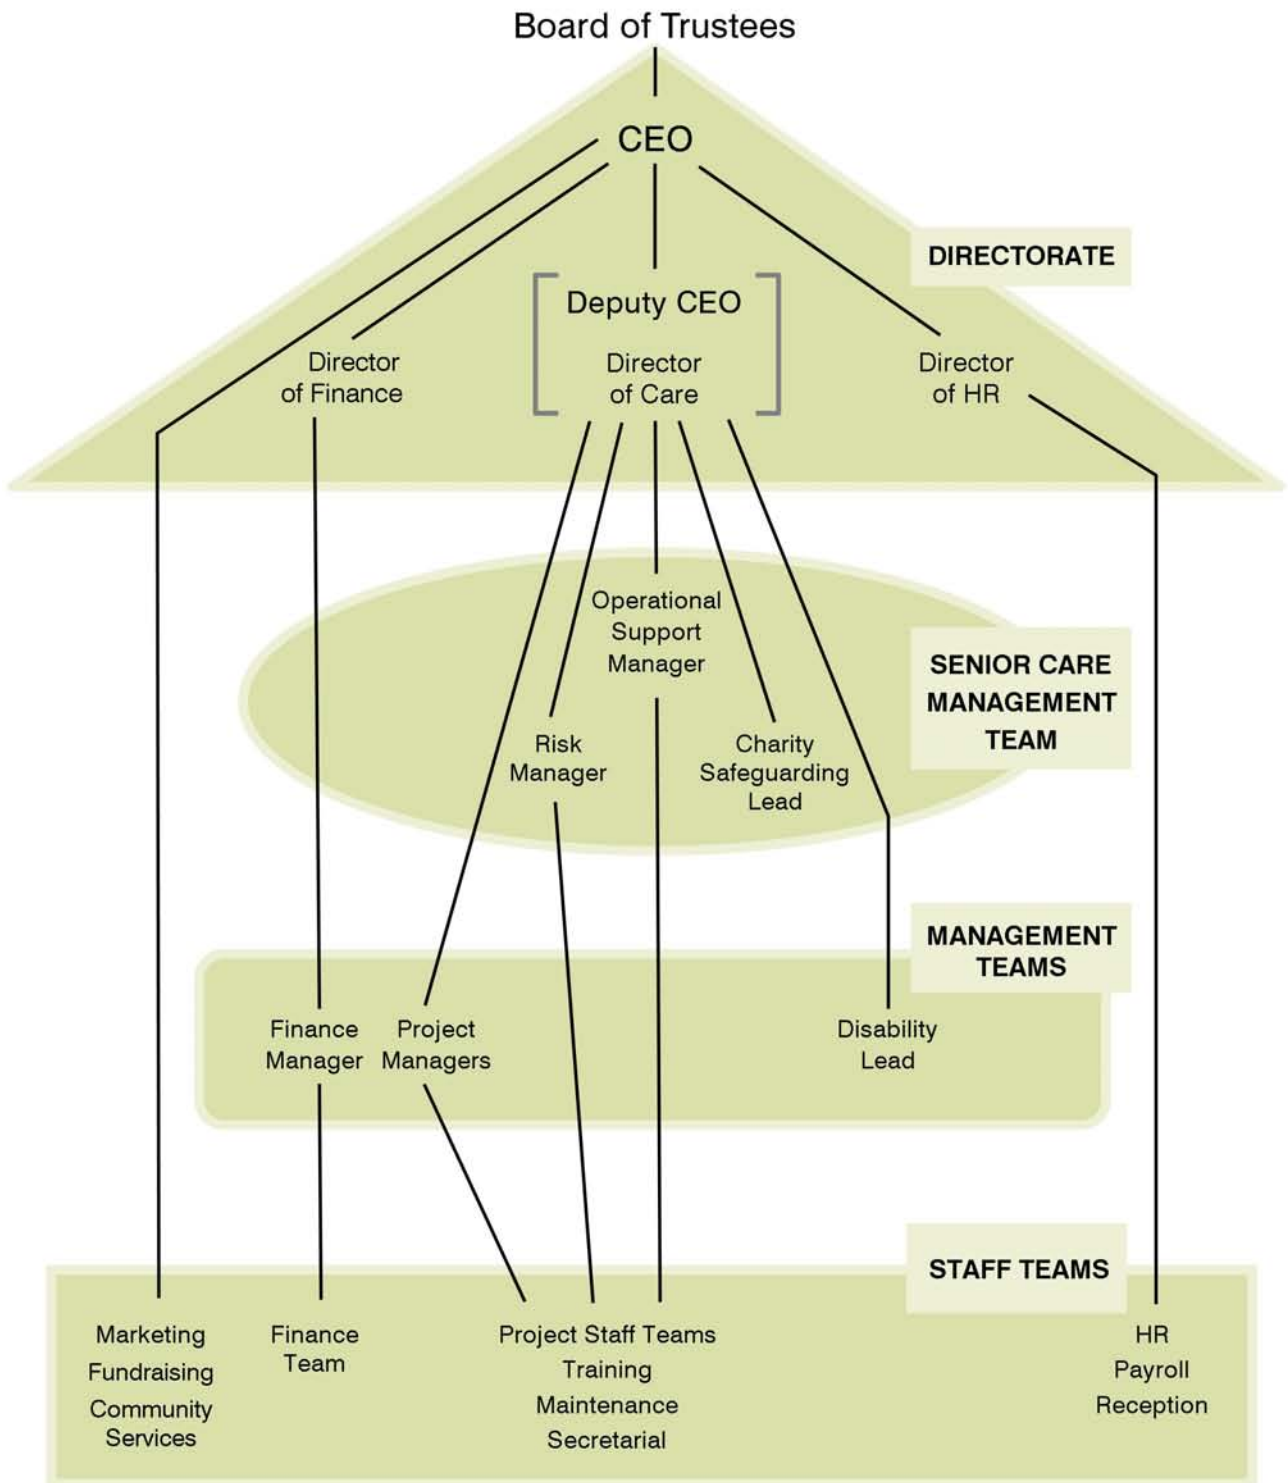 Board of Trustees
CEO
DIRECTORATE
Deputy CEO
Director
of Finance
Director
of Care
Director
of HR
Operational
Support
Manager
SENIOR CARE
MANAGEMENT
TEAM
Risk
Manager
Charity
Safeguarding
Lead
MANAGEMENT
TEAMS
Finance
Manager
Project
Managers
Disability
Lead
STAFF TEAMS
Marketing
Fundraising
Community
Services
Finance
Team
Project Staff Teams
Training
Maintenance
Secretarial
HR
Payroll
Reception